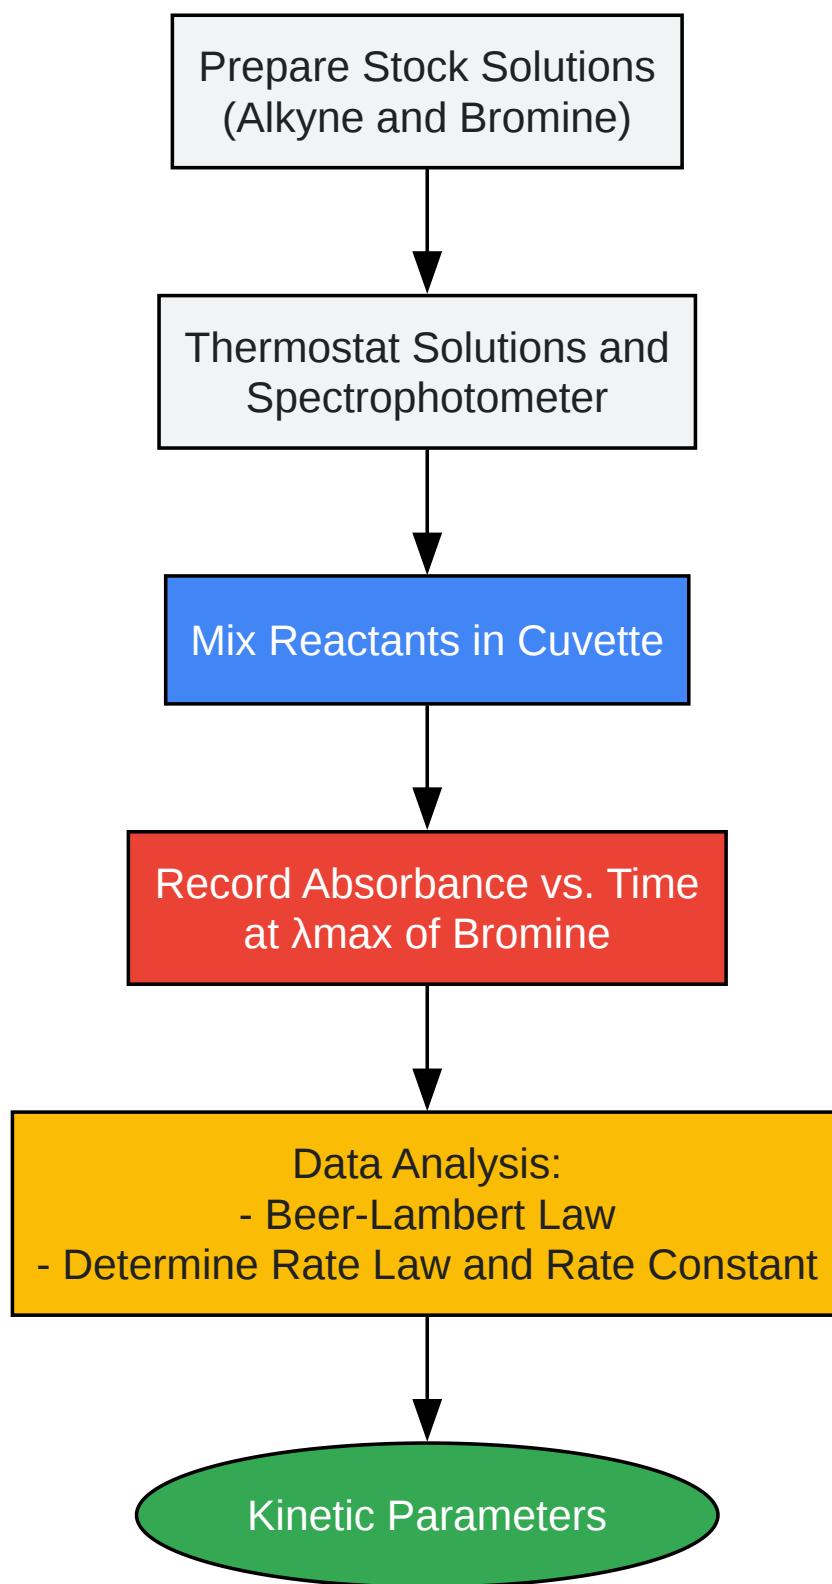 Prepare Stock Solutions
(Alkyne and Bromine)
Thermostat Solutions and
Spectrophotometer
Mix Reactants in Cuvette
Record Absorbance vs. Time
at λmax of Bromine
Data Analysis:
- Beer-Lambert Law
- Determine Rate Law and Rate Constant
Kinetic Parameters